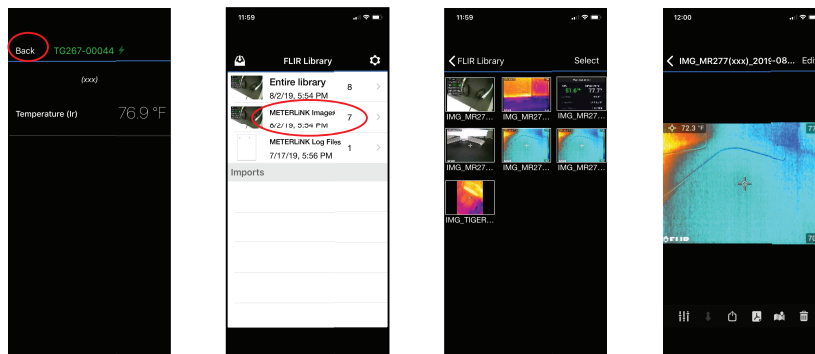 Back TG267-00044
(xxx)
Temperature (Ir) 76.9 °F
11:59
FLIR Library
Entire library
8/2/19, 5:54 PM
8
METERLiNK Images
8/2/19, 5:54 PM
7
METERLiNK Log Files
7/17/19, 5:56 PM
1
Imports
11:59
FLIR Library Select
IMG_MR27... IMG_MR27... IMG_MR27...
IMG_MR27... IMG_MR27... IMG_MR27...
IMG_TIGER...
12:00
IMG_MR277(xxx)_2019-08... Edi
72.3 °F 77
FLIR 70